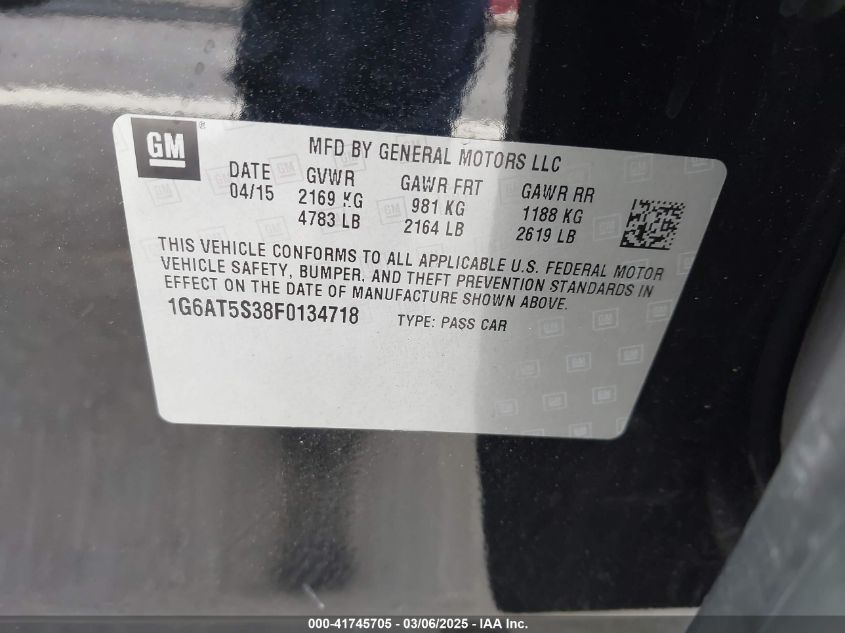 GM ®
MFD BY GENERAL MOTORS LLC
DATE GVWR GAWR FRT GAWR RR
04/15 2169 KG 981 KG 1188 KG
4783 LB 2164 LB 2619 LB
THIS VEHICLE CONFORMS TO ALL APPLICABLE U.S. FEDERAL MOTOR
VEHICLE SAFETY, BUMPER, AND THEFT PREVENTION STANDARDS IN
EFFECT ON THE DATE OF MANUFACTURE SHOWN ABOVE.
1G6AT5S38F0134718 TYPE: PASS CAR
000-41745705 - 03/06/2025 - IAA Inc.